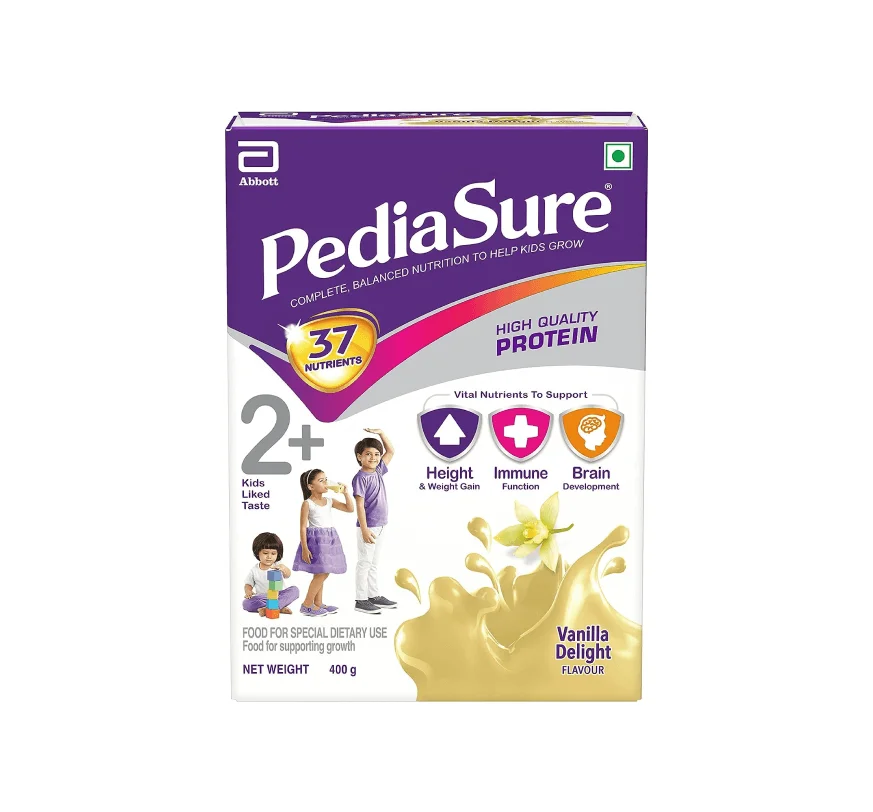 PediaSure
Abbott
PediaSure®
COMPLETE, BALANCED NUTRITION TO HELP KIDS GROW
37
NUTRIENTS
HIGH QUALITY
PROTEIN
2+
Kids
Liked
Taste
Vital Nutrients To Support
Height
& Weight Gain
Immune
Function
Brain
Development
FOOD FOR SPECIAL DIETARY USE
Food for supporting growth
NET WEIGHT 400 g
Vanilla
Delight
FLAVOUR